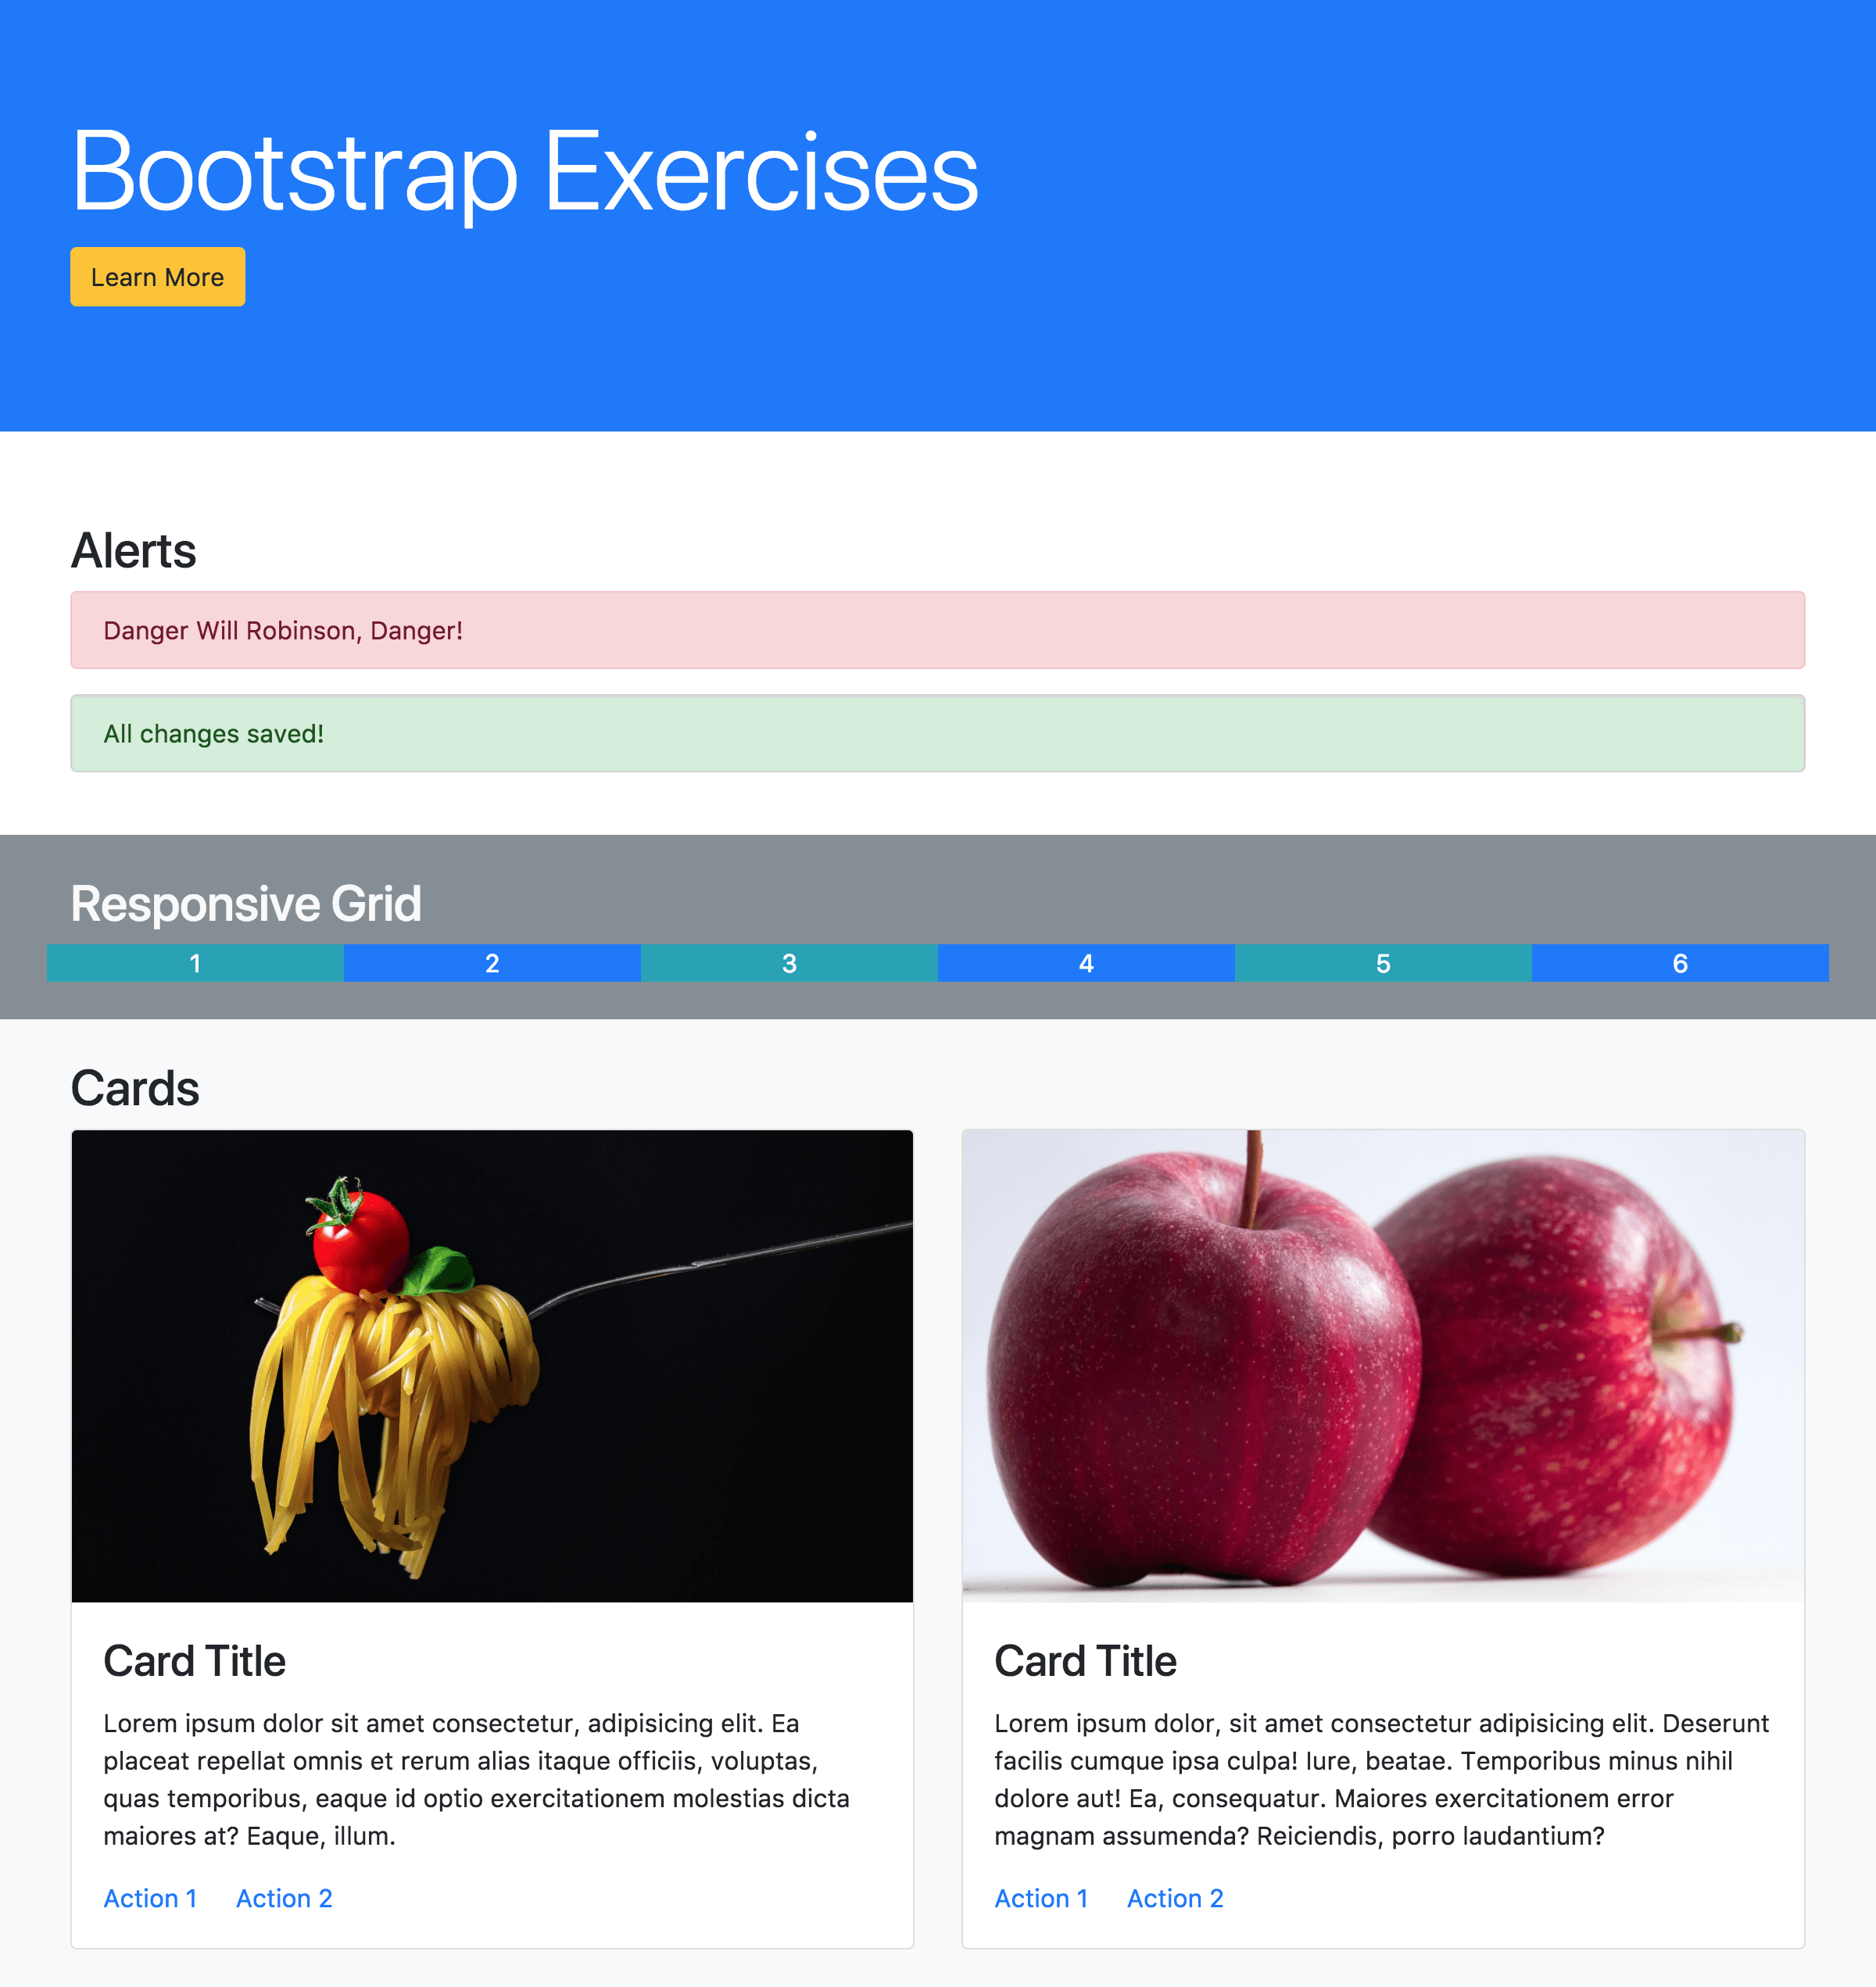 Bootstrap Exercises
Learn More
Alerts
Danger Will Robinson, Danger!
All changes saved!
Responsive Grid
1 2 3 4 5 6
Cards
Card Title
Lorem ipsum dolor sit amet consectetur, adipisicing elit. Ea
placeat repellat omnis et rerum alias itaque officiis, voluptas,
quas temporibus, eaque id optio exercitationem molestias dicta
maiores at? Eaque, illum.
Action 1 Action 2
Card Title
Lorem ipsum dolor, sit amet consectetur adipisicing elit. Deserunt
facilis cumque ipsa culpa! Iure, beatae. Temporibus minus nihil
dolore aut! Ea, consequatur. Maiores exercitationem error
magnam assumenda? Reiciendis, porro laudantium?
Action 1 Action 2